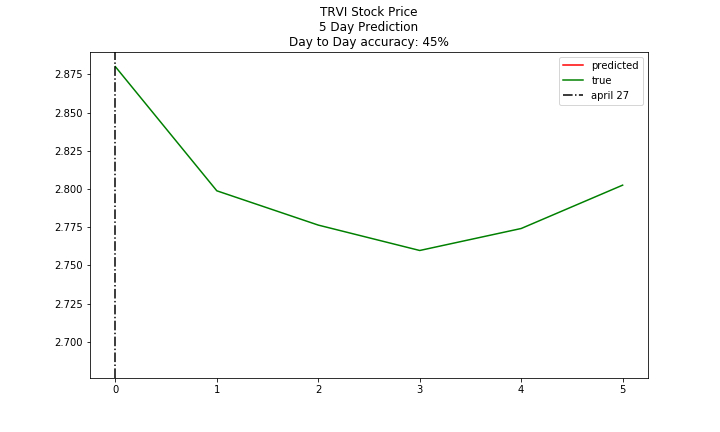 TRVI Stock Price
5 Day Prediction
Day to Day accuracy: 45%
predicted
true
april 27
2.875
2.850
2.825
2.800
2.775
2.750
2.725
2.700
0 1 2 3 4 5